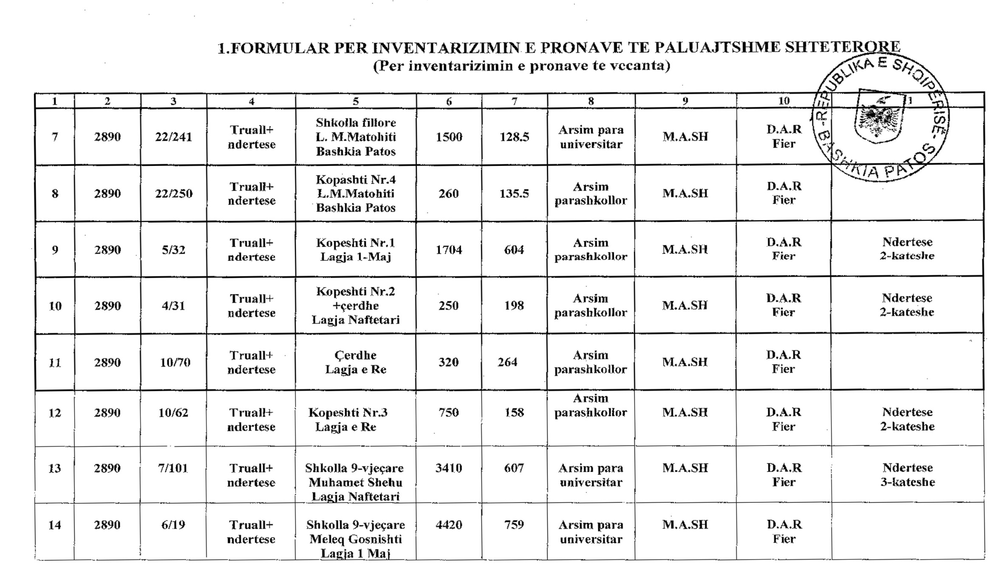 1.FORMULAR PER INVENTARIZIMIN E PRONAVE TE PALUAJTSHME SHTETERORE
(Per inventarizimin e pronave te vccanta)
REPUBLIKA E SHQIPERISË
BASHKIA PATOS
1 2 3 4 5 6 7 8 9 10 1
7 2890 22/241 Truall+ ndertese Shkolla fillore L. M.Matohiti Bashkia Patos 1500 128.5 Arsim para universitar M.A.SH D.A.R Fier
8 2890 22/250 Truall+ ndertese Kopashti Nr.4 L.M.Matohiti Bashkia Patos 260 135.5 Arsim parashkollor M.A.SH D.A.R Fier
9 2890 5/32 Truall+ ndertese Kopeshti Nr.1 Lagja 1-Maj 1704 604 Arsim parashkollor M.A.SH D.A.R Fier Ndertese 2-kateshe
10 2890 4/31 Truall+ ndertese Kopeshti Nr.2 +çerdhe Lagja Naftetari 250 198 Arsim parashkollor M.A.SH D.A.R Fier Ndertese 2-kateshe
11 2890 10/70 Truall+ ndertese Çerdhe Lagja e Re 320 264 Arsim parashkollor M.A.SH D.A.R Fier
12 2890 10/62 Truall+ ndertese Kopeshti Nr.3 Lagja e Re 750 158 Arsim parashkollor M.A.SH D.A.R Fier Ndertese 2-kateshe
13 2890 7/101 Truall+ ndertese Shkolla 9-vjeçare Muhamet Shehu Lagja Naftetari 3410 607 Arsim para universitar M.A.SH D.A.R Fier Ndertese 3-kateshe
14 2890 6/19 Truall+ ndertese Shkolla 9-vjeçare Meleq Gosnishti Lagja 1 Maj 4420 759 Arsim para universitar M.A.SH D.A.R Fier